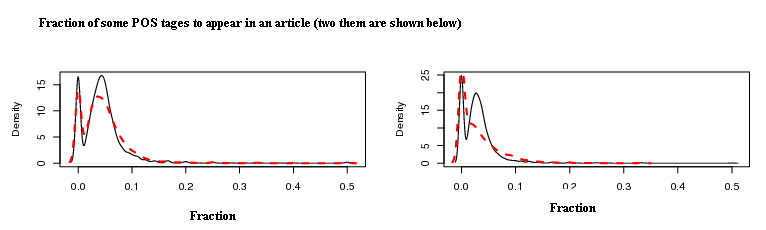 Fraction of some POS tages to appear in an article (two them are shown below)
Density
15
10
5
0
0.0 0.1 0.2 0.3 0.4 0.5
Fraction
Density
25
15
5
0
0.0 0.1 0.2 0.3 0.4 0.5
Fraction